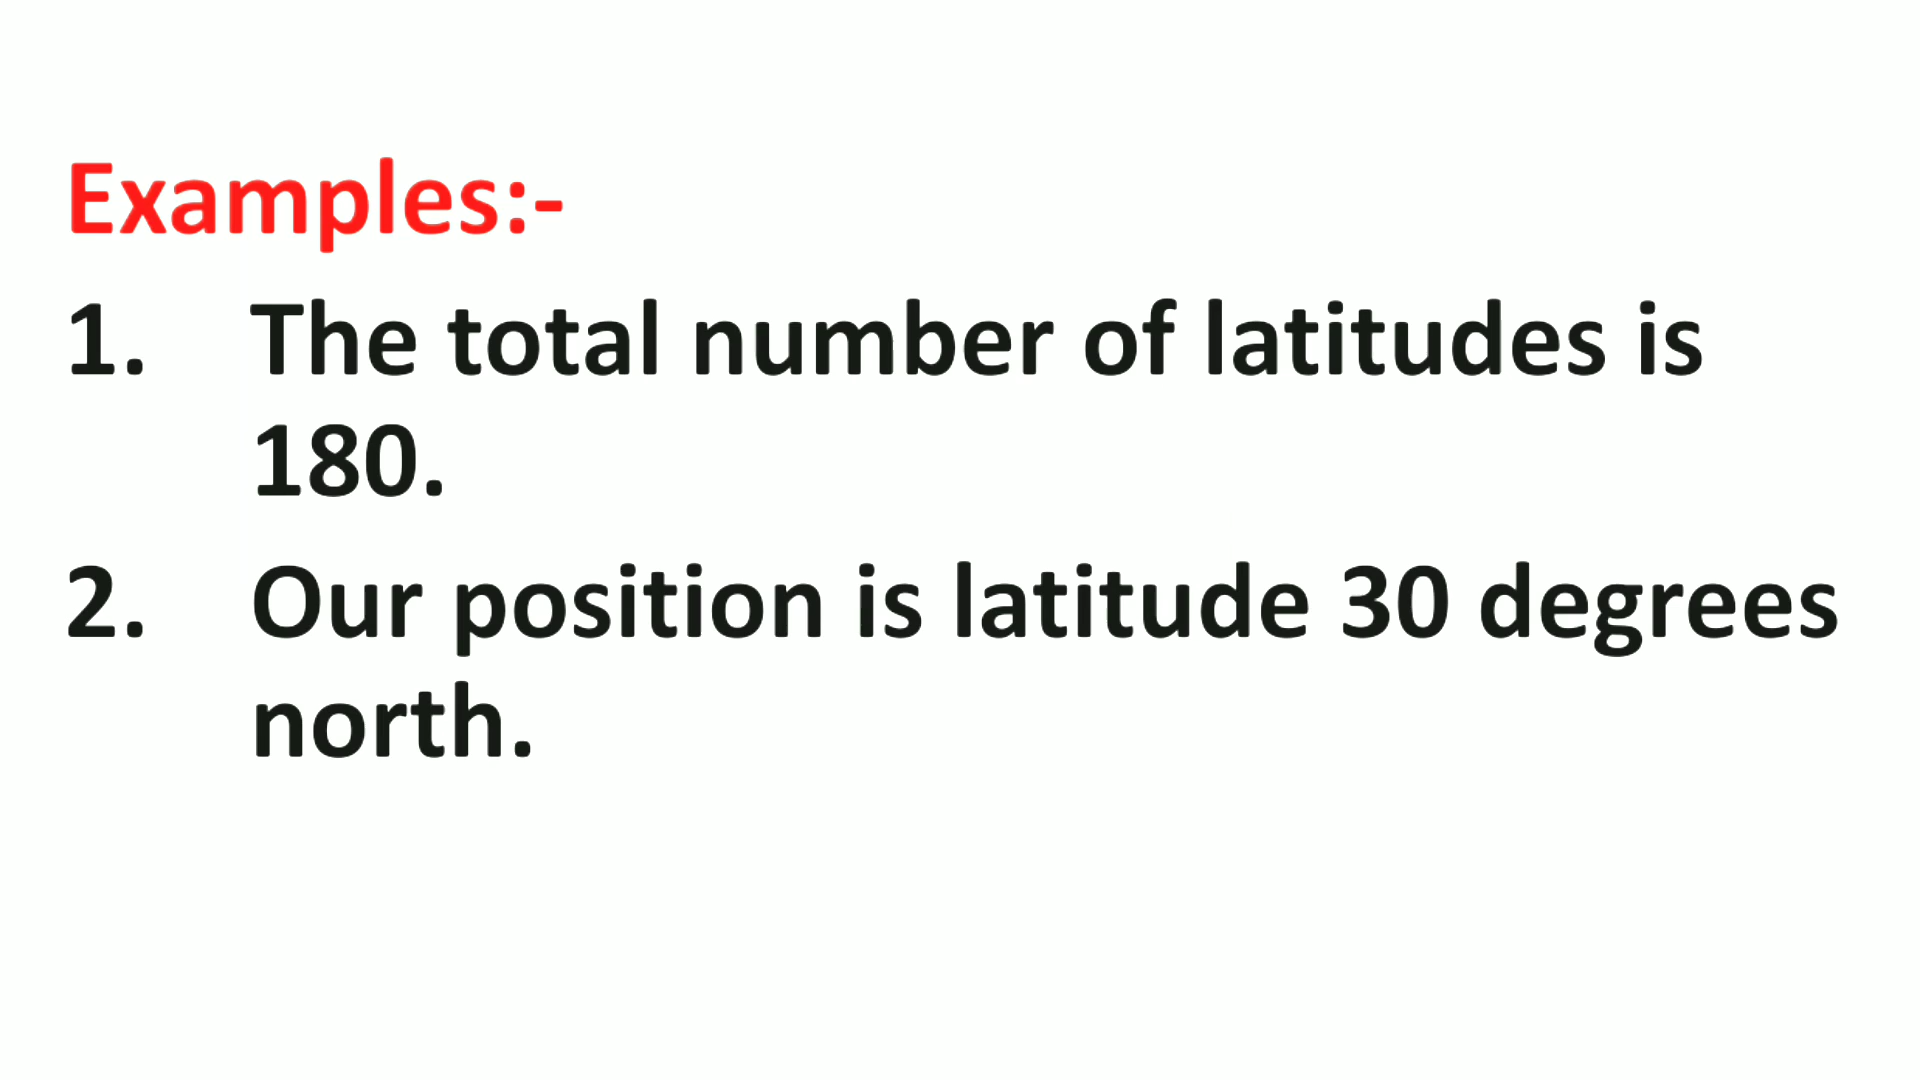 Examples:-
1. The total number of latitudes is
180.
2. Our position is latitude 30 degrees
north.